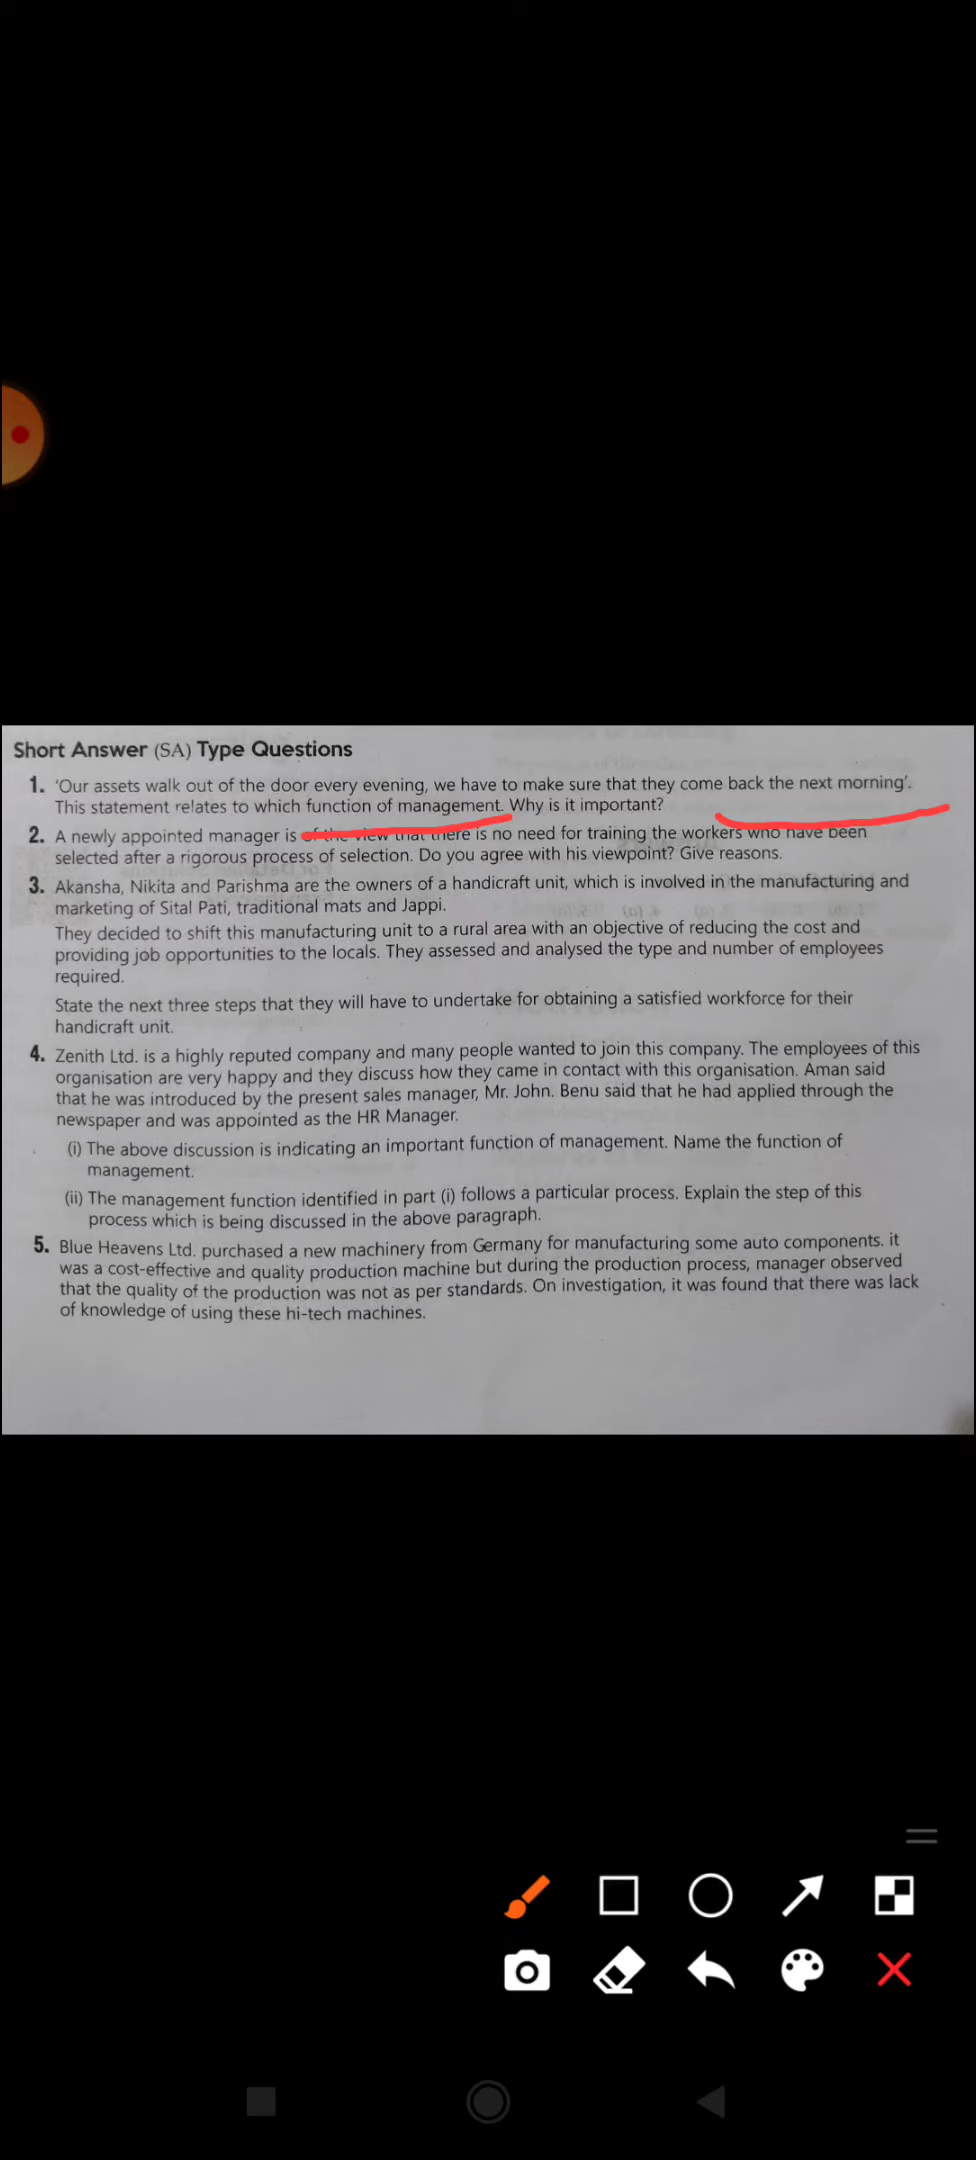 Short Answer (SA) Type Questions
1. 'Our assets walk out of the door every evening, we have to make sure that they come back the next morning'.
This statement relates to which function of management. Why is it important?
2. A newly appointed manager is of the view that there is no need for training the workers who have been
selected after a rigorous process of selection. Do you agree with his viewpoint? Give reasons.
3. Akansha, Nikita and Parishma are the owners of a handicraft unit, which is involved in the manufacturing and
marketing of Sital Pati, traditional mats and Jappi.
They decided to shift this manufacturing unit to a rural area with an objective of reducing the cost and
providing job opportunities to the locals. They assessed and analysed the type and number of employees
required.
State the next three steps that they will have to undertake for obtaining a satisfied workforce for their
handicraft unit.
4. Zenith Ltd. is a highly reputed company and many people wanted to join this company. The employees of this
organisation are very happy and they discuss how they came in contact with this organisation. Aman said
that he was introduced by the present sales manager, Mr. John. Benu said that he had applied through the
newspaper and was appointed as the HR Manager.
(i) The above discussion is indicating an important function of management. Name the function of
management.
(ii) The management function identified in part (i) follows a particular process. Explain the step of this
process which is being discussed in the above paragraph.
5. Blue Heavens Ltd. purchased a new machinery from Germany for manufacturing some auto components. it
was a cost-effective and quality production machine but during the production process, manager observed
that the quality of the production was not as per standards. On investigation, it was found that there was lack
of knowledge of using these hi-tech machines.